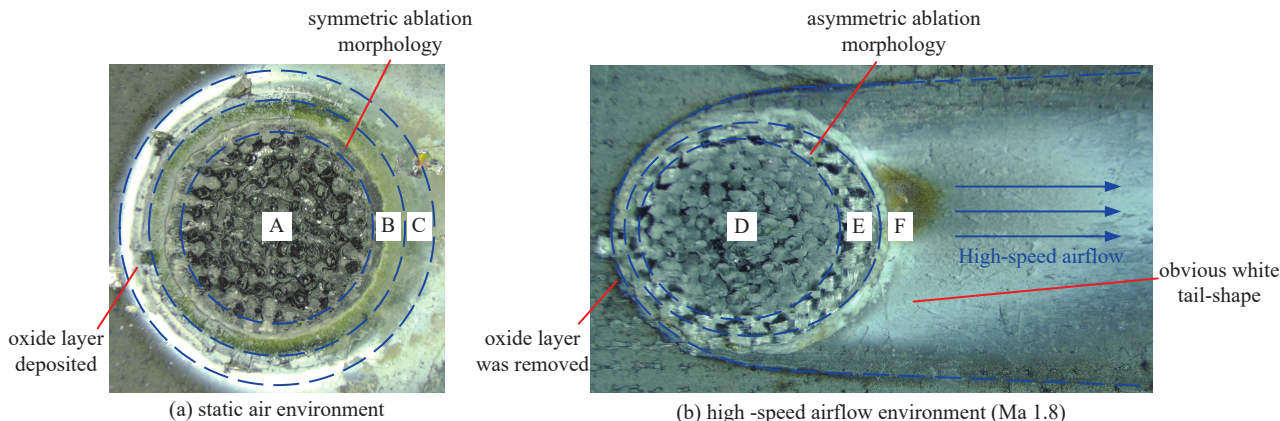 symmetric ablation
morphology
A
B
C
oxide layer
deposited
(a) static air environment
asymmetric ablation
morphology
D
E
F
High-speed airflow
obvious white
tail-shape
oxide layer
was removed
(b) high -speed airflow environment (Ma 1.8)